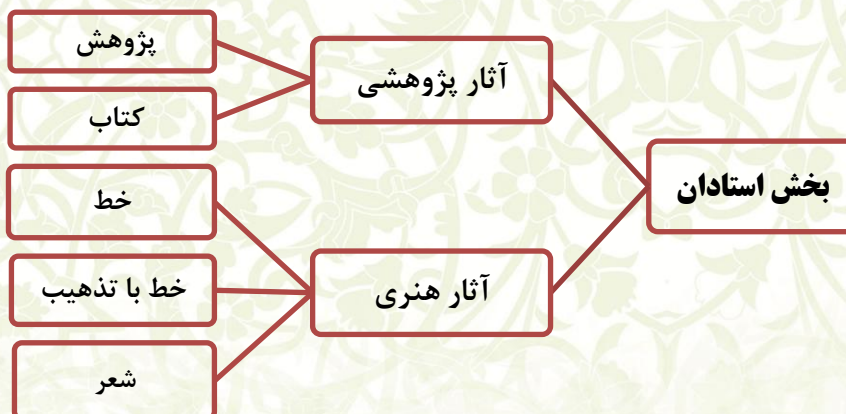 بخش استادان
آثار پژوهشی
پژوهش
کتاب
آثار هنری
خط
خط با تذهیب
شعر